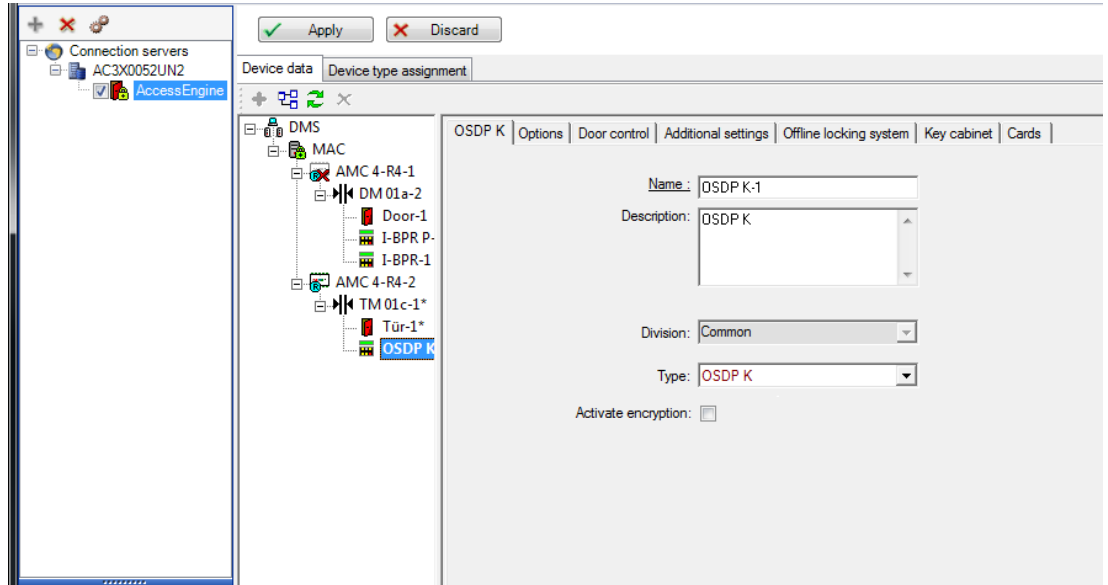 Apply
Discard
Connection servers
AC3X0052UN2
AccessEngine
Device data
Device type assignment
DMS
MAC
AMC 4-R4-1
DM 01a-2
Door-1
I-BPR P-
I-BPR-1
AMC 4-R4-2
TM 01c-1*
Tür-1*
OSDP K
OSDP K
Options
Door control
Additional settings
Offline locking system
Key cabinet
Cards
Name : OSDP K-1
Description: OSDP K
Division: Common
Type: OSDP K
Activate encryption: